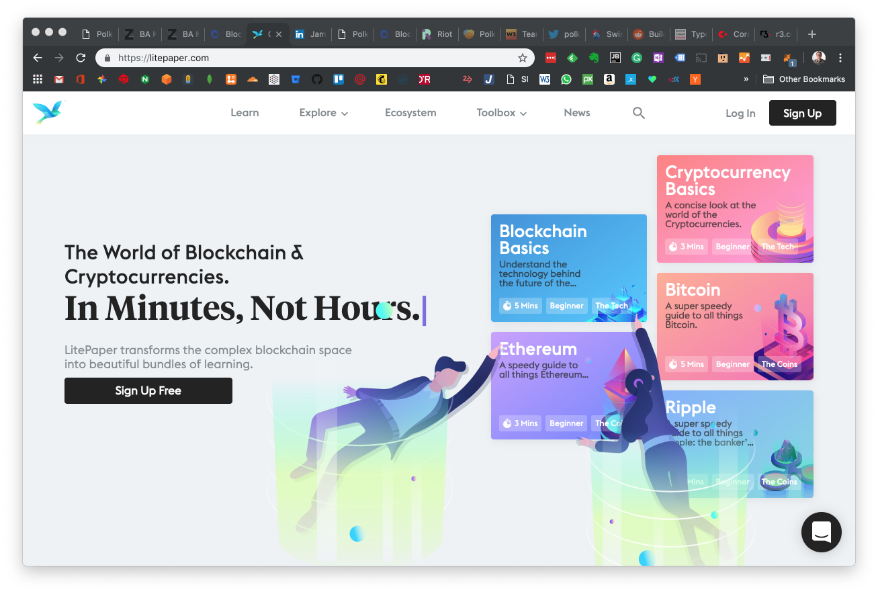 Polk
BA
BA
Bloc
Jam
Polk
Bloc
Riot
Polk
Tea
polk
Swi
Buil
Typ
Cor
r3.c
https://litepaper.com
SI
»
Other Bookmarks
Learn
Explore
Ecosystem
Toolbox
News
Log In
Sign Up
The World of Blockchain &
Cryptocurrencies.
In Minutes, Not Hours.
LitePaper transforms the complex blockchain space
into beautiful bundles of learning.
Sign Up Free
Blockchain
Basics
Understand the
technology behind
the future of the...
5 Mins
Beginner
The Tech
Ethereum
A speedy guide to
all things Ethereum...
3 Mins
Beginner
The Co
Cryptocurrency
Basics
A concise look at the
world of the
Cryptocurrencies.
3 Mins
Beginner
The Tech
Bitcoin
A super speedy
guide to all things
Bitcoin.
5 Mins
Beginner
The Coins
Ripple
super speedy
to all things
the banker'...
Mins
Beginner
The Coins